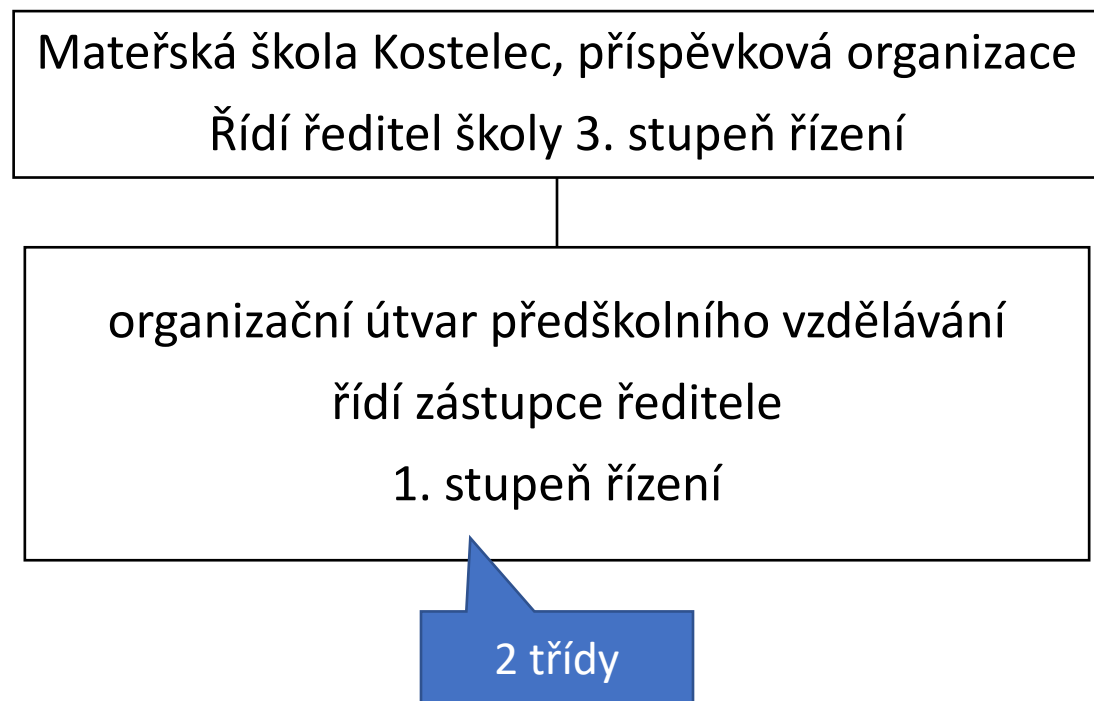 Mateřská škola Kostelec, příspěvková organizace
Řídí ředitel školy 3. stupeň řízení
organizační útvar předškolního vzdělávání
řídí zástupce ředitele
1. stupeň řízení
2 třídy